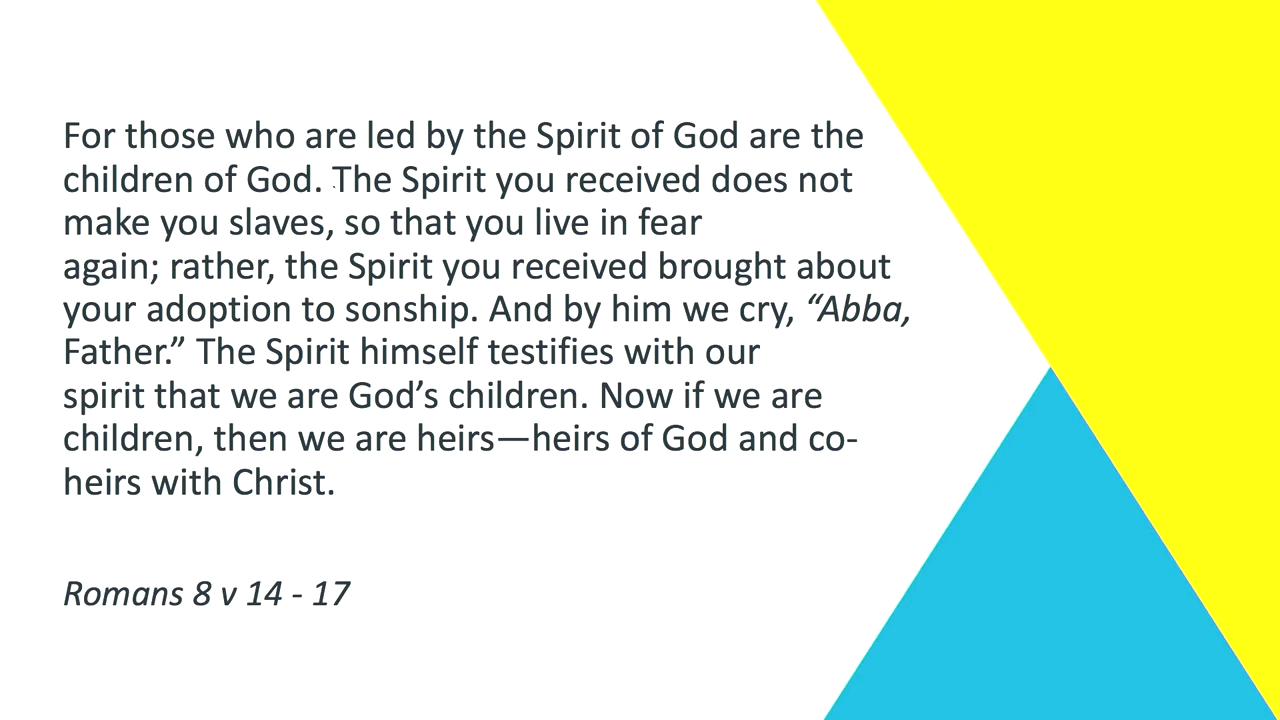 For those who are led by the Spirit of God are the
children of God. The Spirit you received does not
make you slaves, so that you live in fear
again; rather, the Spirit you received brought about
your adoption to sonship. And by him we cry, “Abba,
Father.” The Spirit himself testifies with our
spirit that we are God’s children. Now if we are
children, then we are heirs—heirs of God and co-
heirs with Christ.
Romans 8 v 14 - 17